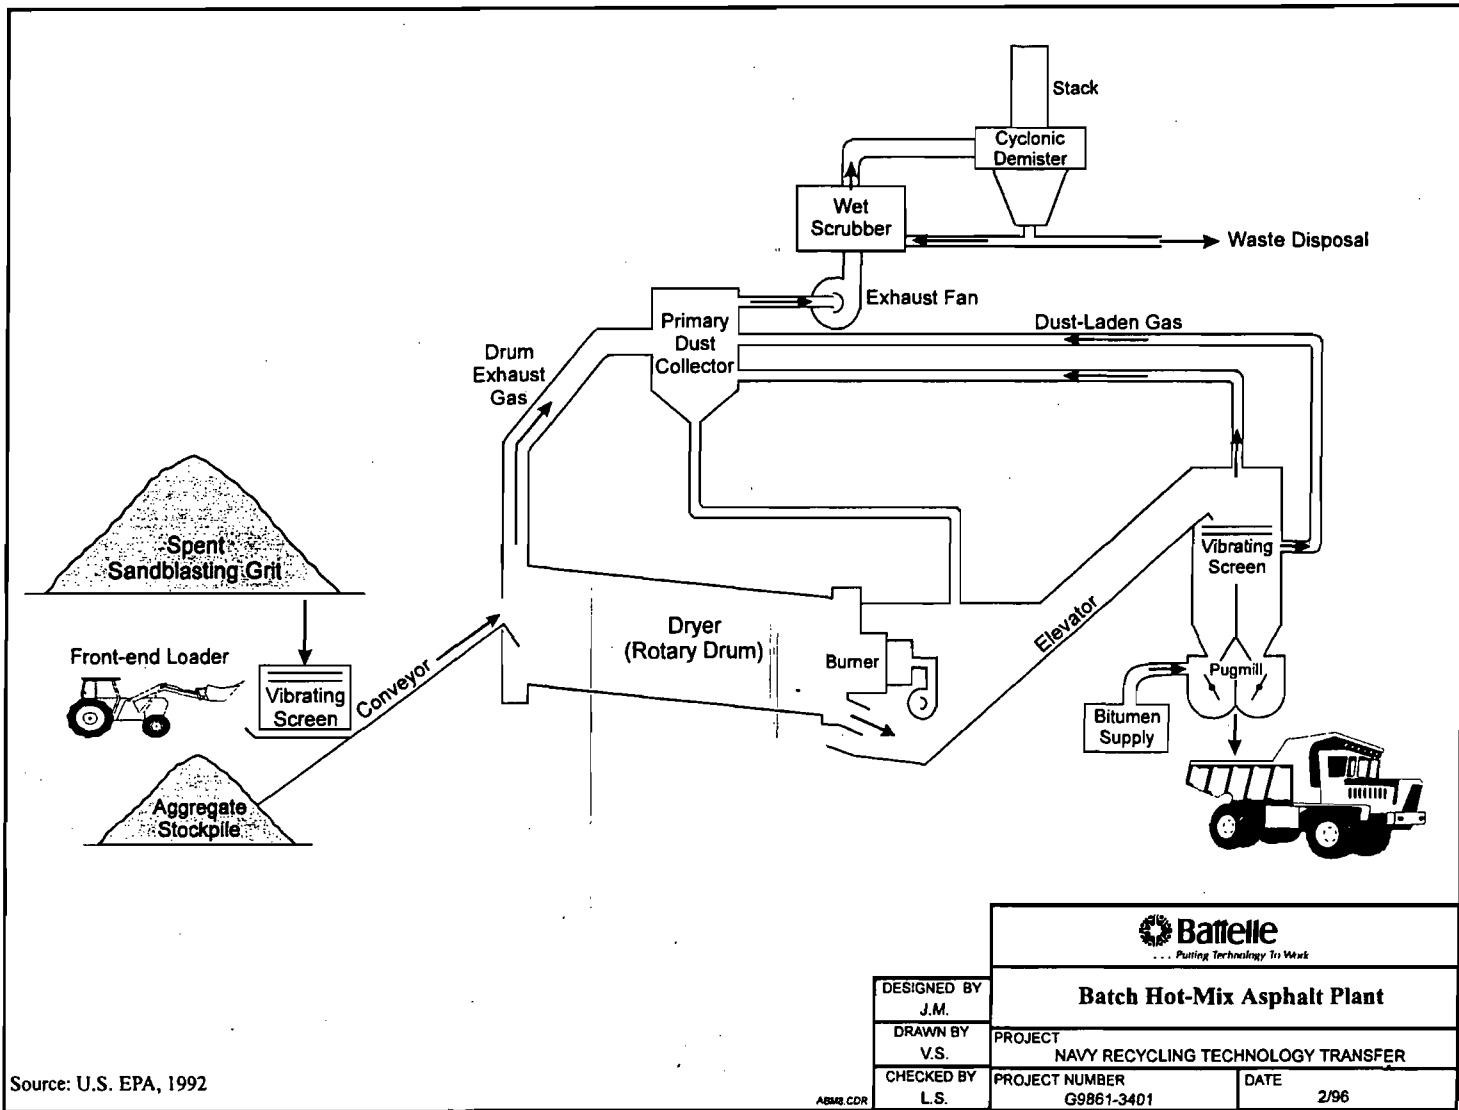 Stack
Cyclonic
Demister
Wet
Scrubber
Waste Disposal
Exhaust Fan
Primary
Dust
Collector
Dust-Laden Gas
Drum
Exhaust
Gas
Spent
Sandblasting Grit
Vibrating
Screen
Dryer
(Rotary Drum)
Elevator
Front-end Loader
Vibrating
Screen
Conveyor
Burner
Pugmill
Bitumen
Supply
Aggregate
Stockpile
Battelle
. . . Putting Technology To Work
DESIGNED BY
J.M.
Batch Hot-Mix Asphalt Plant
DRAWN BY
V.S.
PROJECT
NAVY RECYCLING TECHNOLOGY TRANSFER
CHECKED BY
L.S.
PROJECT NUMBER
G9861-3401
DATE
2/96
Source: U.S. EPA, 1992